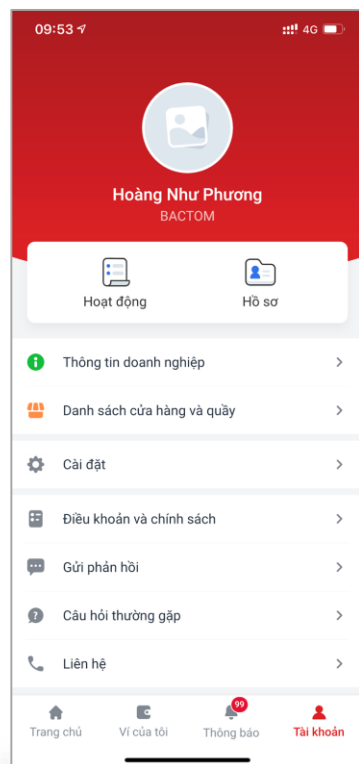 09:53 4G
Hoàng Như Phương
BACTOM
Hoạt động Hồ sơ
Thông tin doanh nghiệp
Danh sách cửa hàng và quầy
Cài đặt
Điều khoản và chính sách
Gửi phản hồi
Câu hỏi thường gặp
Liên hệ
99
Trang chủ Ví của tôi Thông báo Tài khoản